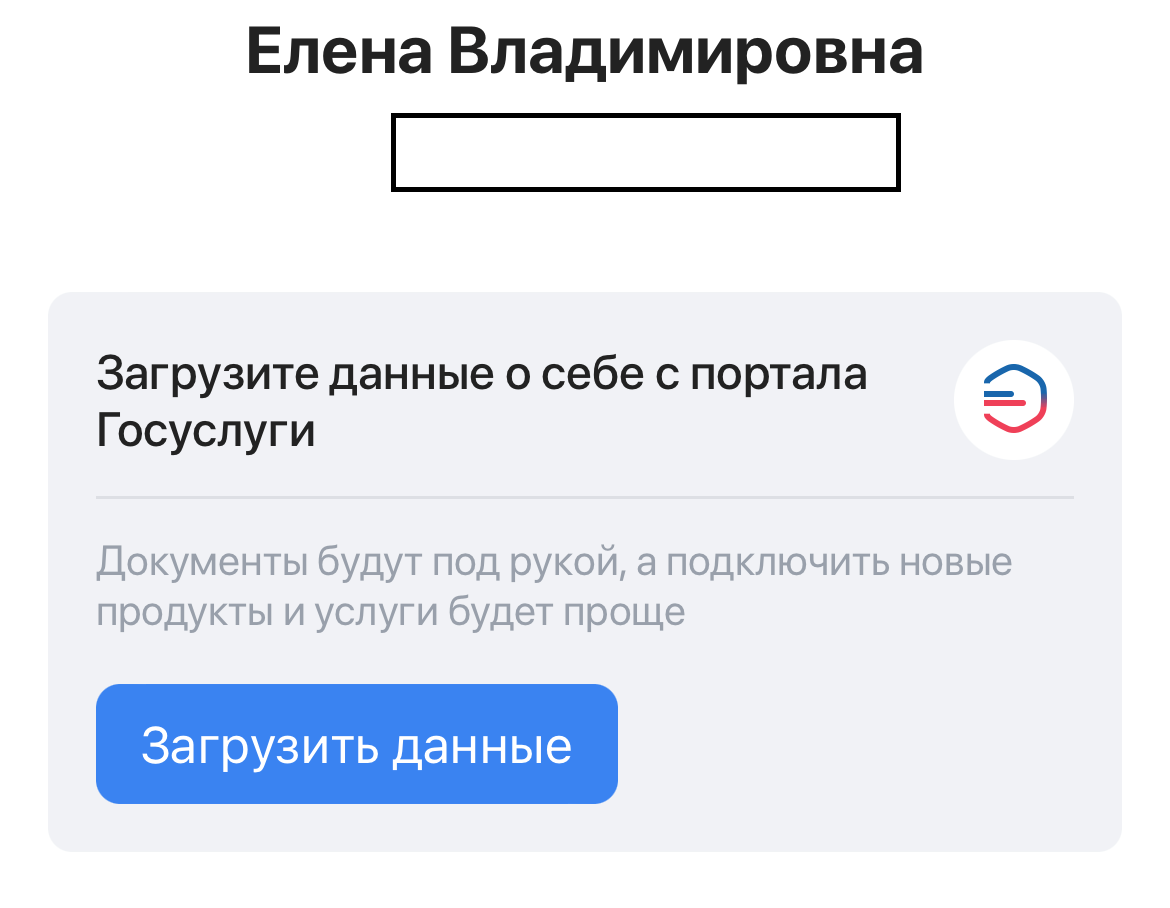 Елена Владимировна
Загрузите данные о себе с портала
Госуслуги
Документы будут под рукой, а подключить новые
продукты и услуги будет проще
Загрузить данные